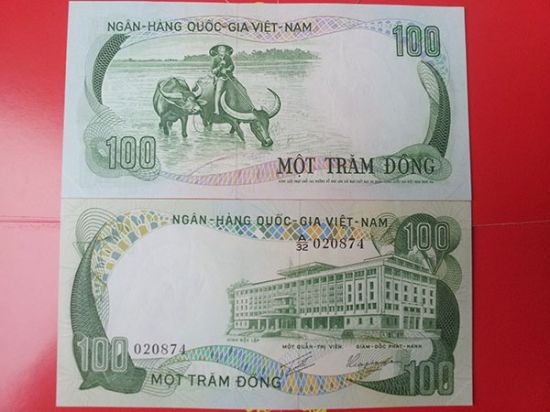 NGÂN-HÀNG QUỐC-GIA VIỆT-NAM
100
100
MỘT TRĂM ĐỒNG
NGÂN-HÀNG QUỐC-GIA VIỆT-NAM
A/32 020874
100
DINH ĐỘC LẬP
MỘT QUẢN-TRỊ VIÊN
GIÁM-ĐỐC PHÁT-HÀNH
100 020874
100
MỘT TRĂM ĐỒNG